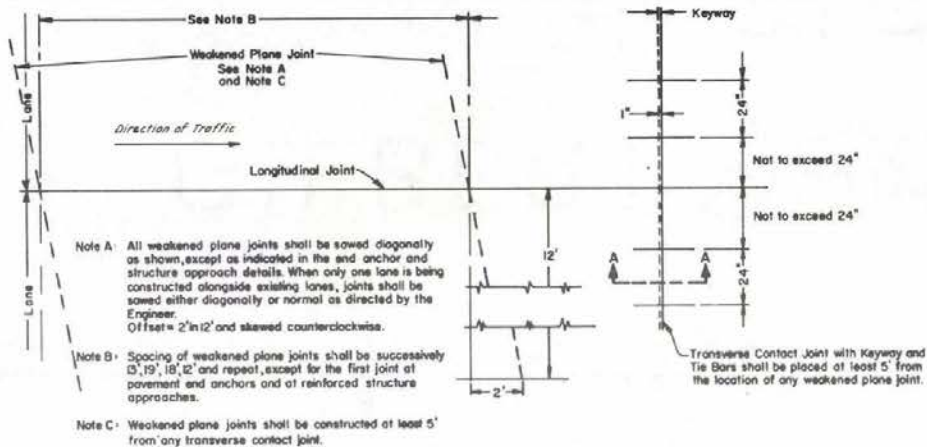 See Note B
Keyway
Weakened Plane Joint
See Note A
and Note C
Lane
24"
1"
Direction of Traffic
Not to exceed 24"
Longitudinal Joint
Not to exceed 24"
Note A: All weakened plane joints shall be sawed diagonally
as shown, except as indicated in the end anchor and
structure approach details. When only one lane is being
constructed alongside existing lanes, joints shall be
sawed either diagonally or normal as directed by the
Engineer.
Offset = 2' in 12' and skewed counterclockwise.
12'
A A
Lane
24"
Note B: Spacing of weakened plane joints shall be successively
13', 19', 18', 12' and repeat, except for the first joint at
pavement end anchors and at reinforced structure
approaches.
Transverse Contact Joint with Keyway and
Tie Bars shall be placed at least 5' from
the location of any weakened plane joint.
2'
Note C: Weakened plane joints shall be constructed at least 5'
from any transverse contact joint.